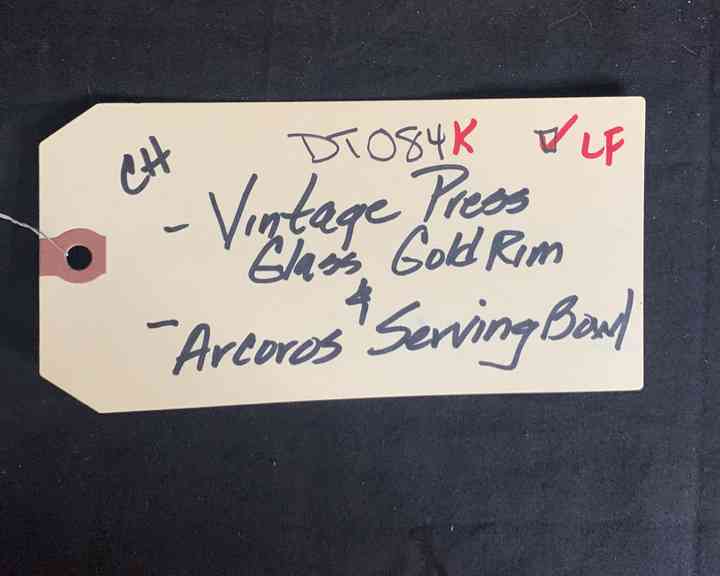 CH DT084K ☑ LF
- Vintage Press
Glass Gold Rim
&
- Arcoros Serving Bowl